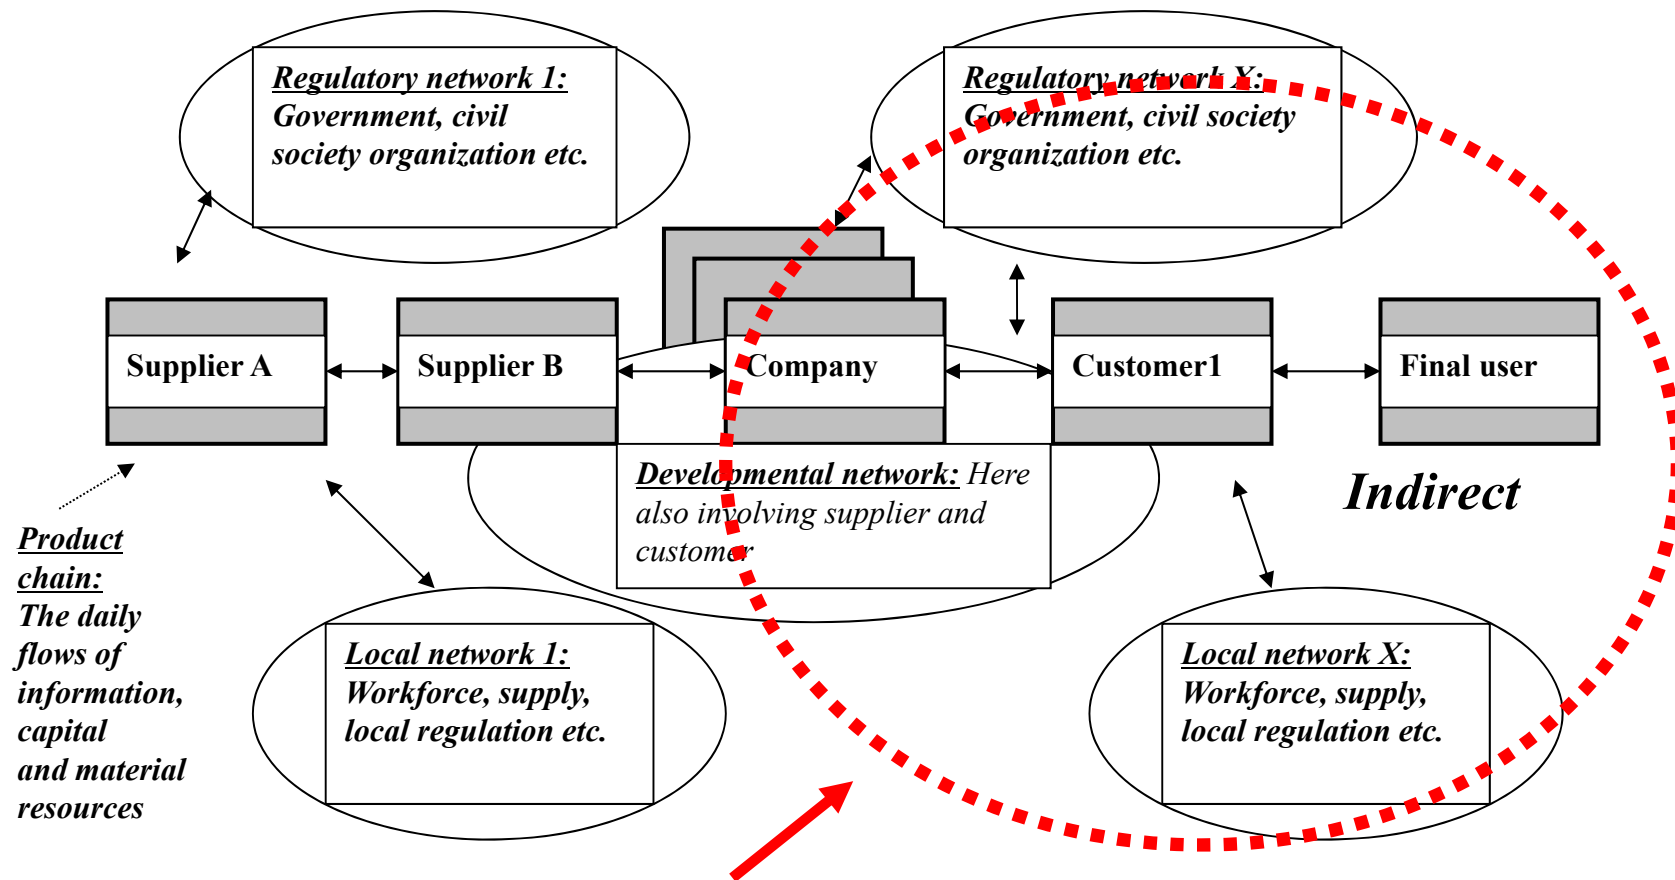 Regulatory network 1:
Government, civil
society organization etc.
Regulatory network X:
Government, civil society
organization etc.
Supplier A
Supplier B
Company
Customer1
Final user
Developmental network: Here
also involving supplier and
customer
Indirect
Product
chain:
The daily
flows of
information,
capital
and material
resources
Local network 1:
Workforce, supply,
local regulation etc.
Local network X:
Workforce, supply,
local regulation etc.